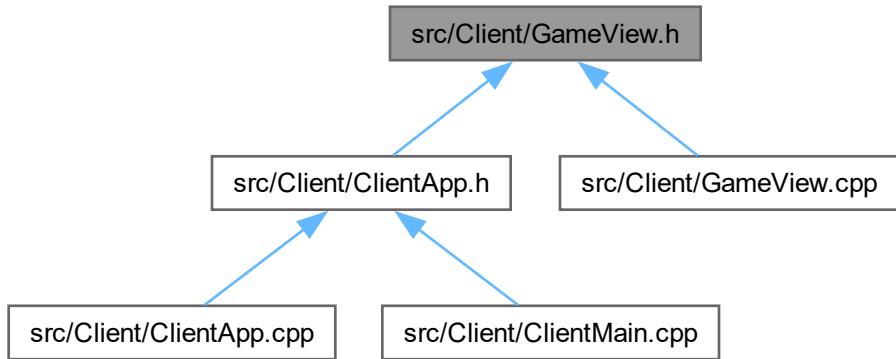 src/Client/GameView.h
src/Client/ClientApp.h
src/Client/GameView.cpp
src/Client/ClientApp.cpp
src/Client/ClientMain.cpp